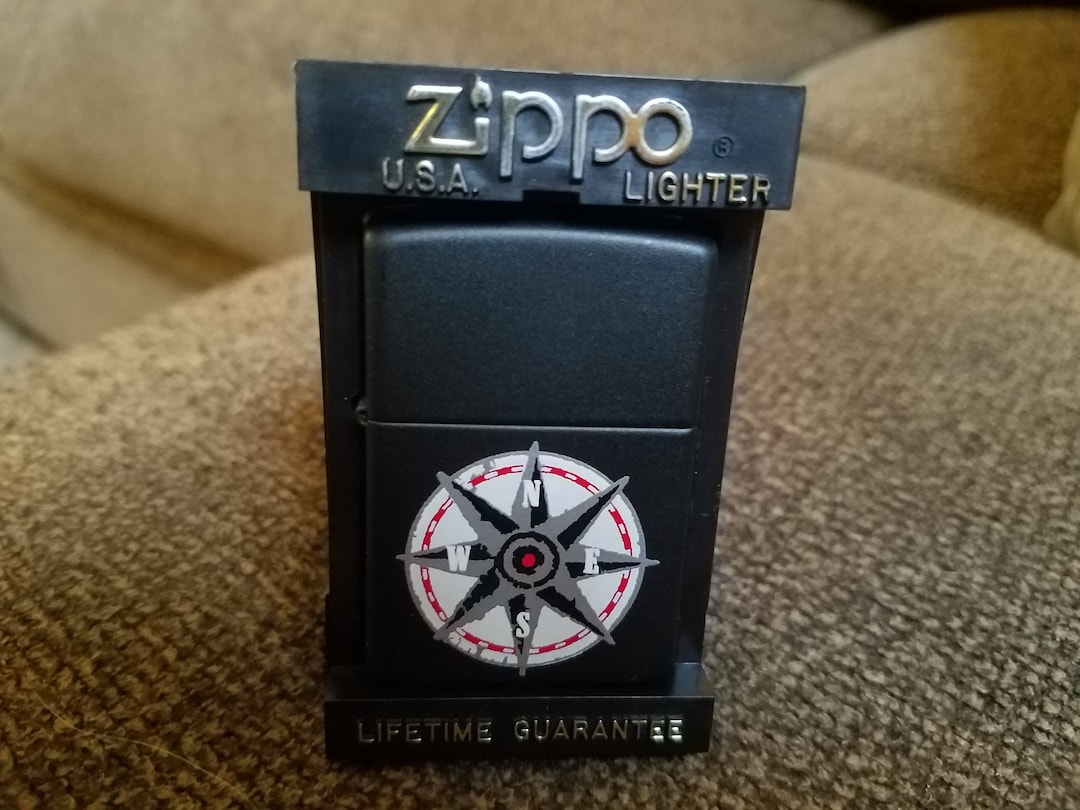 Zippo ®
U.S.A. LIGHTER
N
W E
S
LIFETIME GUARANTEE